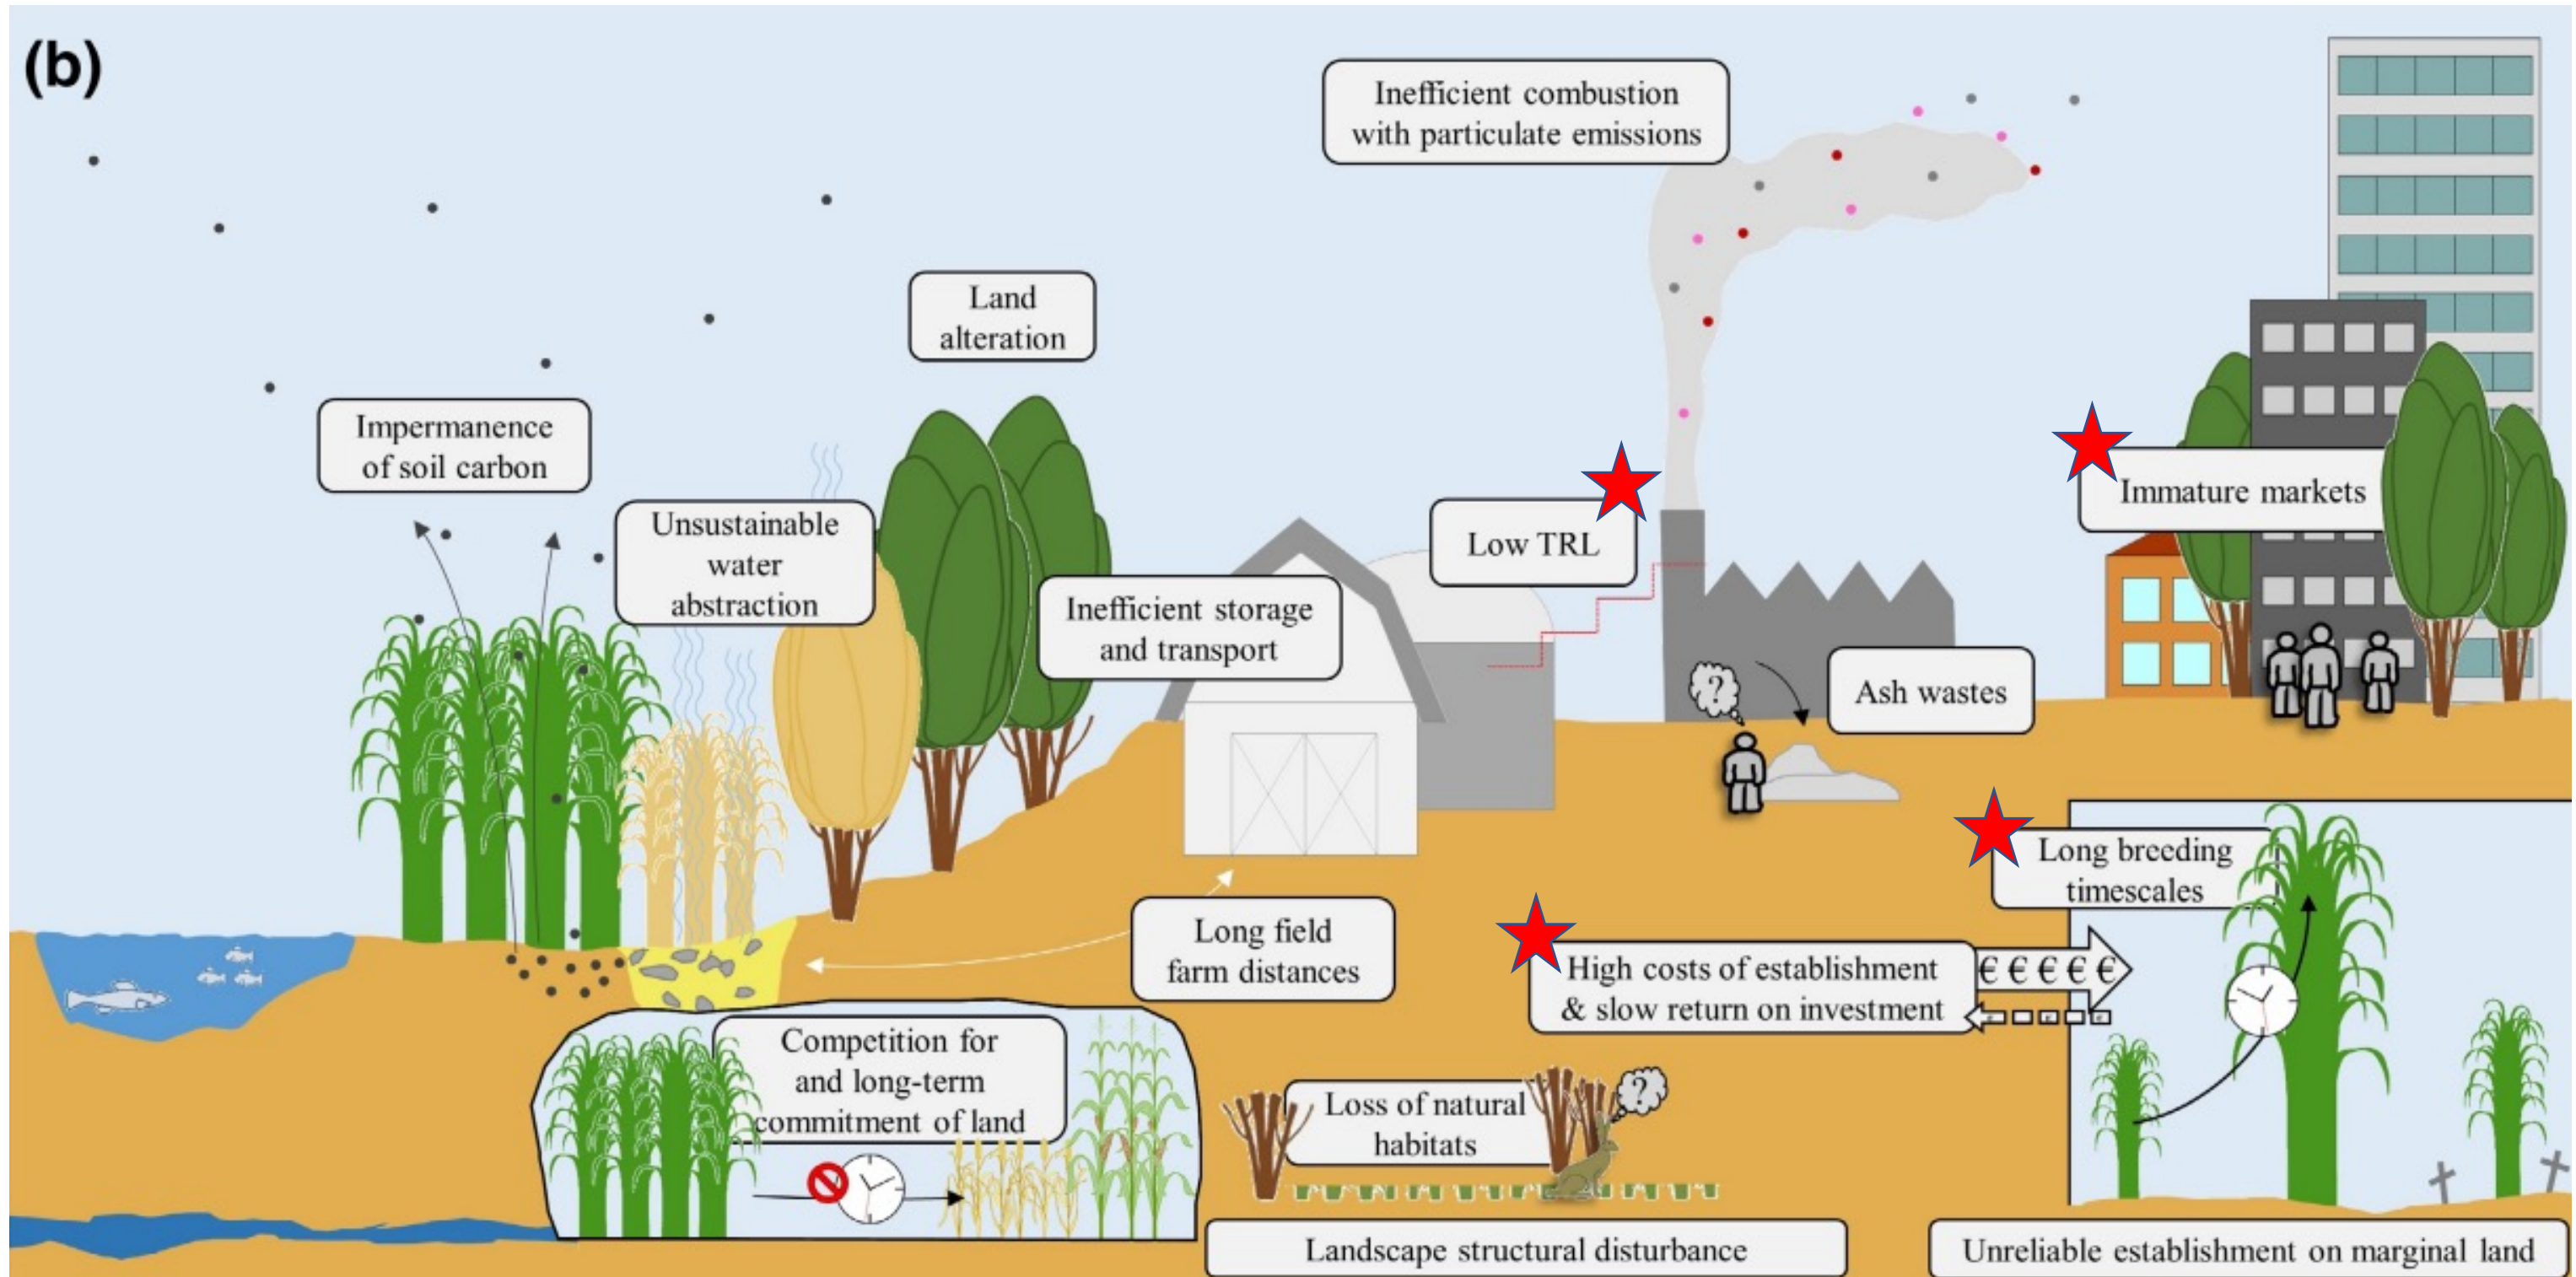 (b)
Inefficient combustion
with particulate emissions
Land
alteration
Impermanence
of soil carbon
Unsustainable
water
abstraction
Low TRL
Immature markets
Inefficient storage
and transport
?
Ash wastes
Long breeding
timescales
Long field
farm distances
High costs of establishment
& slow return on investment
€ € € € €
€ € €
Competition for
and long-term
commitment of land
Loss of natural
habitats
?
Landscape structural disturbance
Unreliable establishment on marginal land